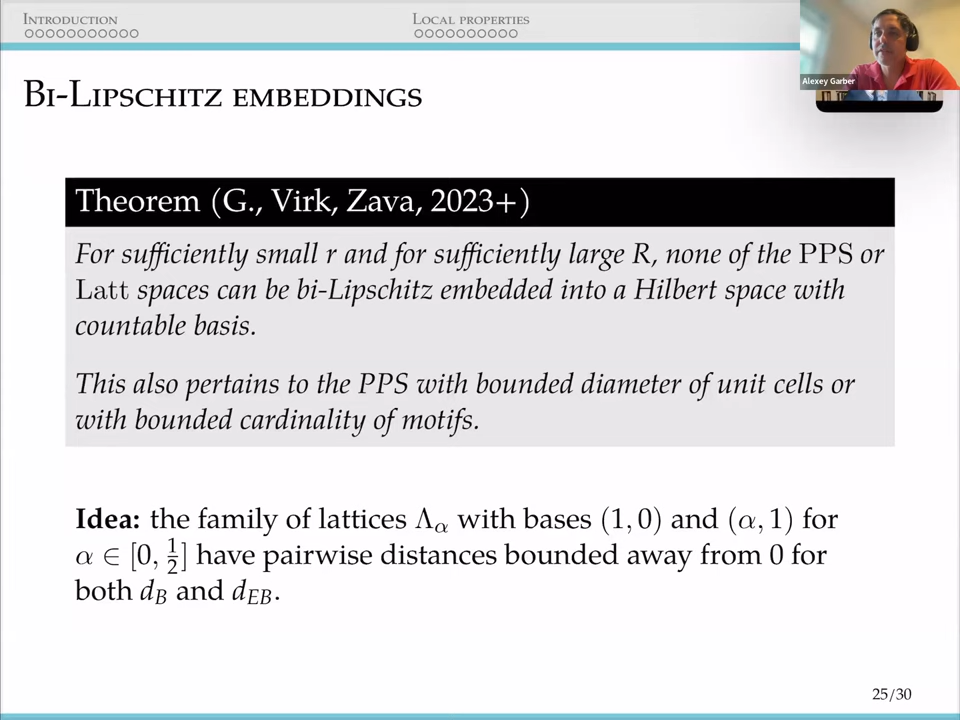 INTRODUCTION
LOCAL PROPERTIES
Alexey Garber
BI-LIPSCHITZ EMBEDDINGS
Theorem (G., Virk, Zava, 2023+)
For sufficiently small r and for sufficiently large R, none of the PPS or
Latt spaces can be bi-Lipschitz embedded into a Hilbert space with
countable basis.
This also pertains to the PPS with bounded diameter of unit cells or
with bounded cardinality of motifs.
Idea: the family of lattices Λ_α with bases (1, 0) and (α, 1) for
α ∈ [0, 1/2] have pairwise distances bounded away from 0 for
both d_B and d_EB.
25/30